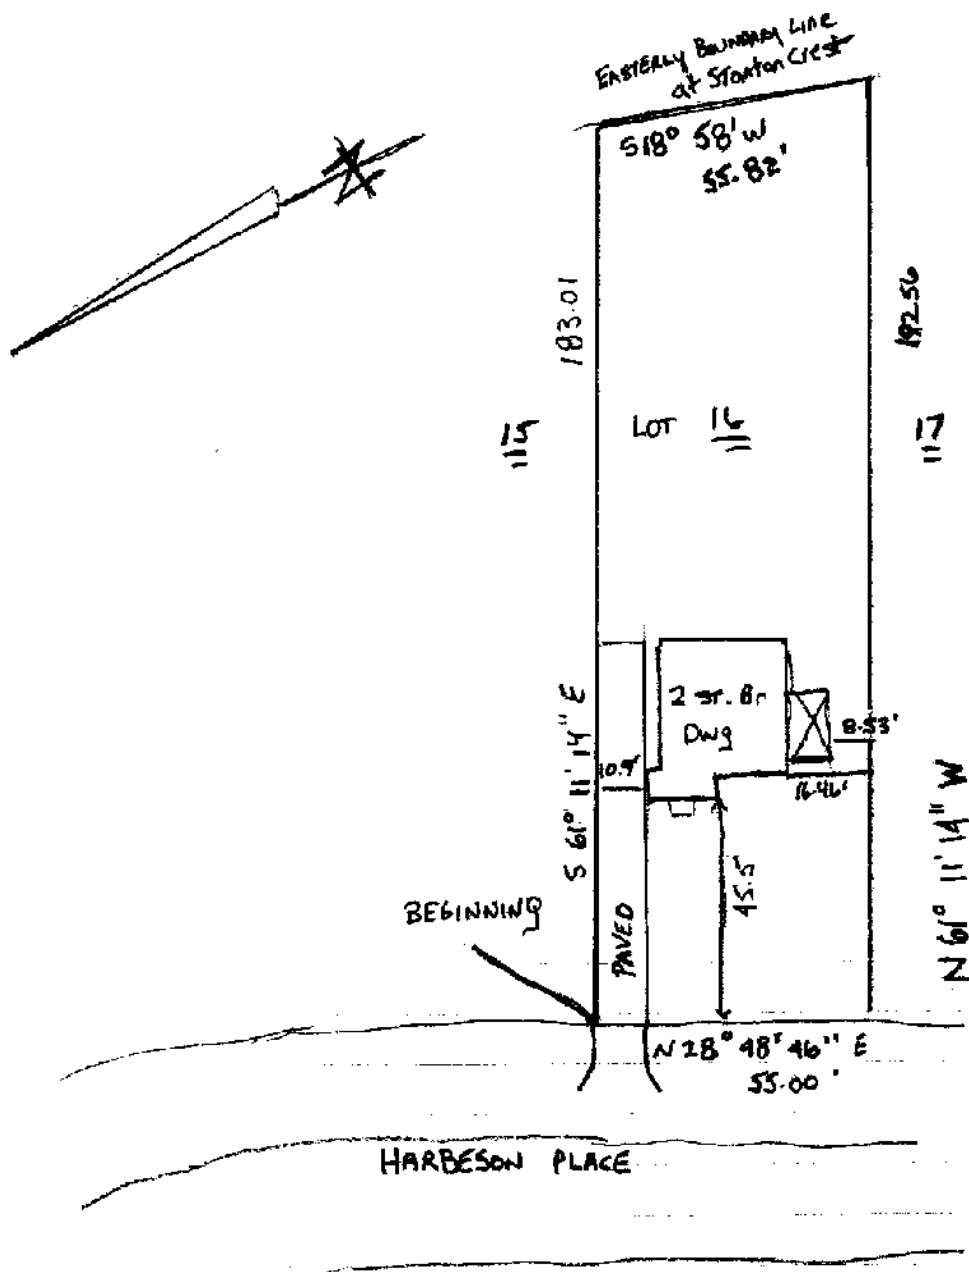 EASTERLY BOUNDARY LINE
at Stanton Crest
S18° 58' W
55.82'
183.01
192.56
15
LOT 16
17
2 st. Br
Dwg
8.53'
10.9'
16.46'
S 61° 11' 14" E
N 61° 11' 14" W
45.5'
PAVED
BEGINNING
N 28° 48' 46" E
55.00'
HARBESON PLACE